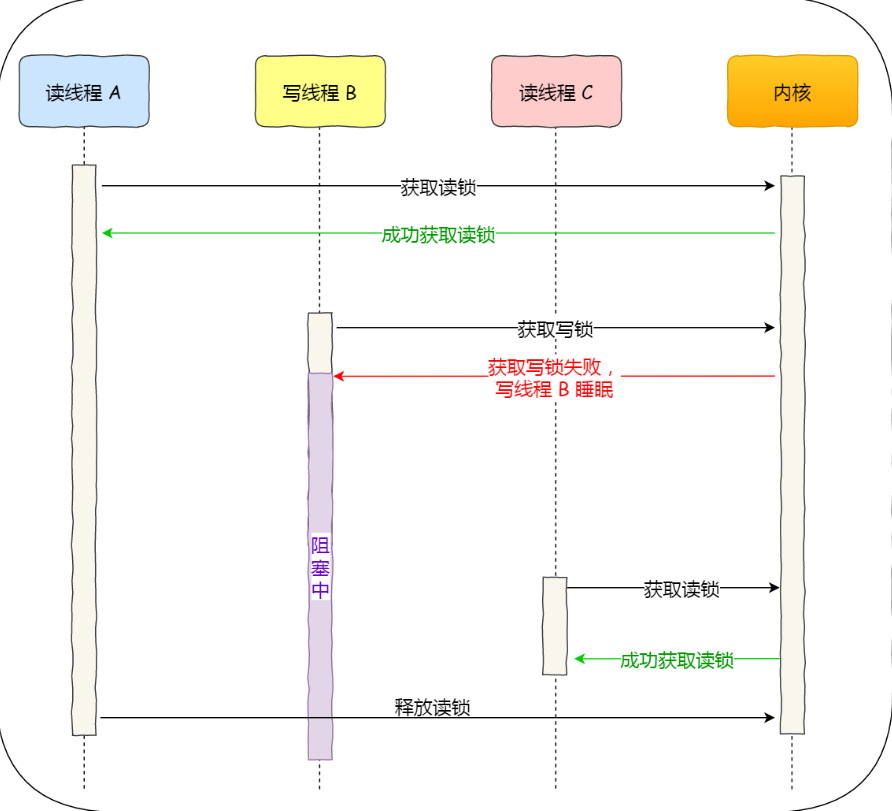 读线程 A
写线程 B
读线程 C
内核
获取读锁
成功获取读锁
获取写锁
获取写锁失败，
写线程 B 睡眠
阻
塞
中
获取读锁
成功获取读锁
释放读锁